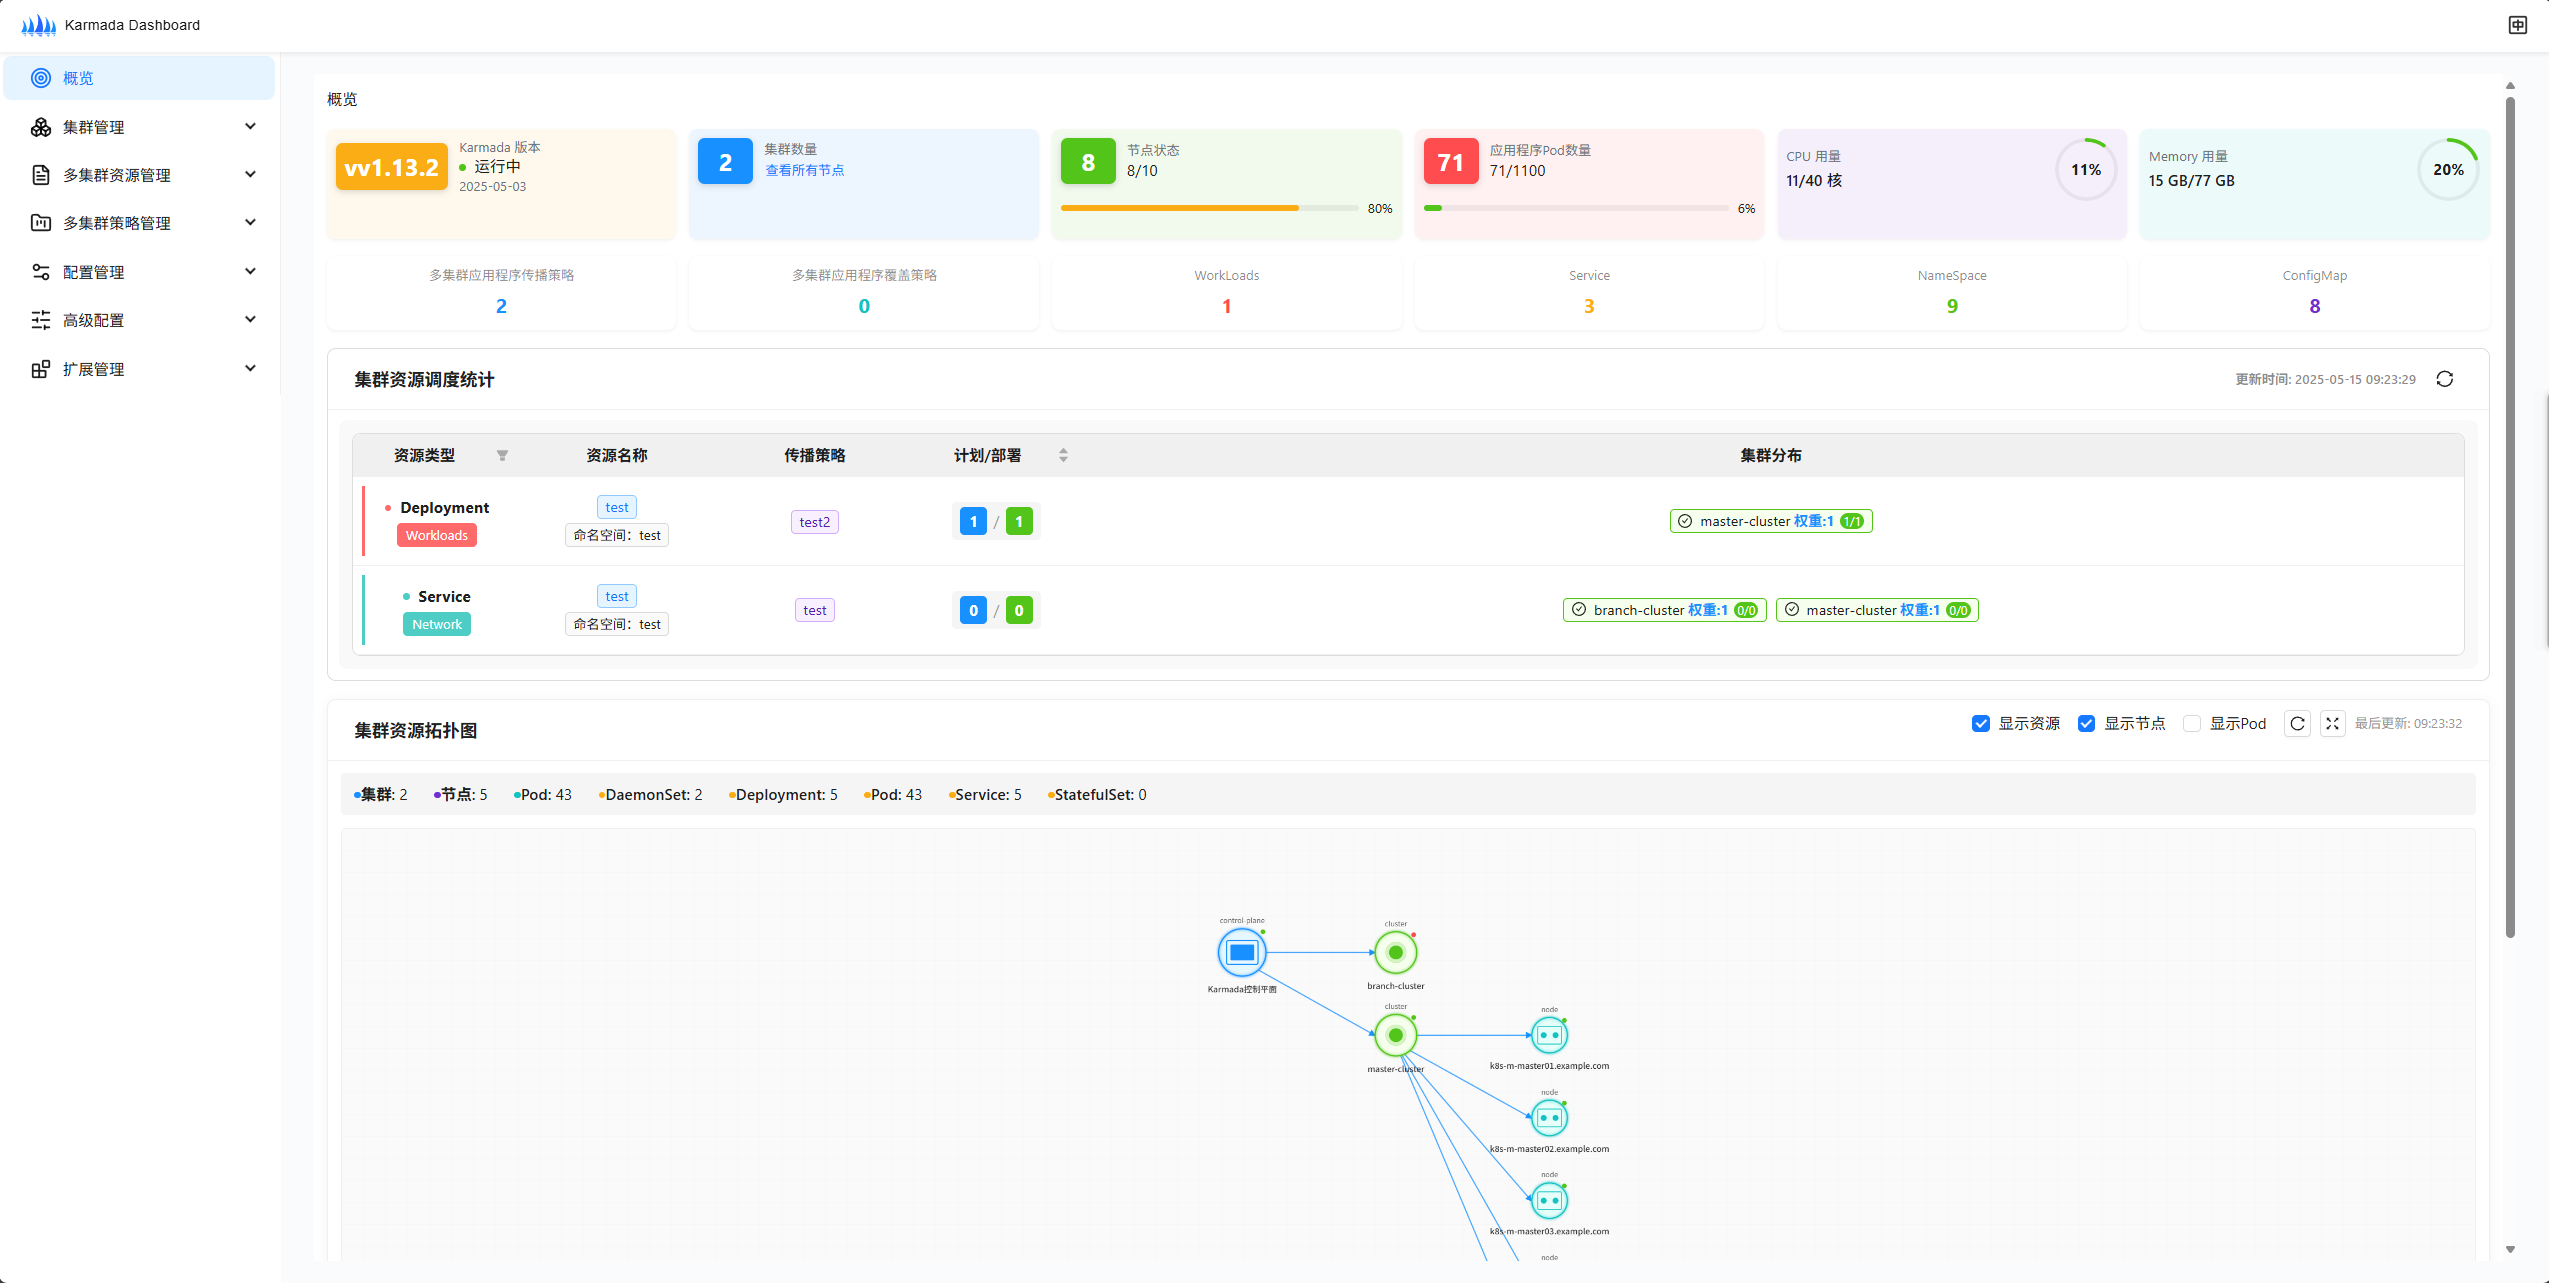 Karmada Dashboard
中
概览
集群管理
多集群资源管理
多集群策略管理
配置管理
高级配置
扩展管理
概览
vv1.13.2
Karmada 版本
运行中
2025-05-03
2
集群数量
查看所有节点
8
节点状态
8/10
80%
71
应用程序Pod数量
71/1100
6%
CPU 用量
11/40 核
11%
Memory 用量
15 GB/77 GB
20%
多集群应用程序传播策略
2
多集群应用程序覆盖策略
0
WorkLoads
1
Service
3
NameSpace
9
ConfigMap
8
集群资源调度统计
更新时间: 2025-05-15 09:23:29
资源类型 资源名称 传播策略 计划/部署 集群分布
Deployment
Workloads
test
命名空间：test
test2
1 / 1
master-cluster 权重:1 1/1
Service
Network
test
命名空间：test
test
0 / 0
branch-cluster 权重:1 0/0
master-cluster 权重:1 0/0
集群资源拓扑图
显示资源 显示节点 显示Pod 最后更新: 09:23:32
集群: 2 节点: 5 Pod: 43 DaemonSet: 2 Deployment: 5 Pod: 43 Service: 5 StatefulSet: 0
control-plane
Karmada控制平面
cluster
branch-cluster
cluster
master-cluster
node
k8s-m-master01.example.com
node
k8s-m-master02.example.com
node
k8s-m-master03.example.com
node